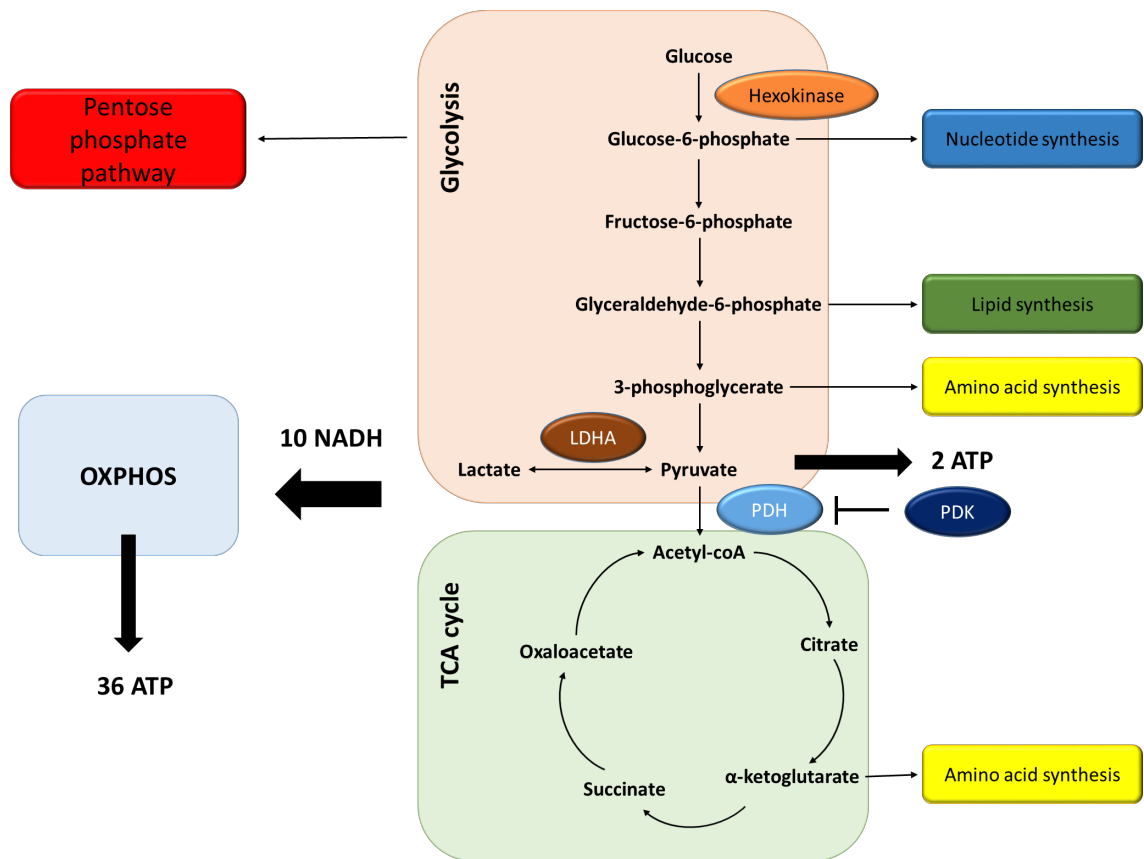 Glucose
Hexokinase
Pentose
phosphate
pathway
Glycolysis
Glucose-6-phosphate
Nucleotide synthesis
Fructose-6-phosphate
Glyceraldehyde-6-phosphate
Lipid synthesis
3-phosphoglycerate
Amino acid synthesis
10 NADH
LDHA
OXPHOS
Lactate
Pyruvate
2 ATP
PDH
PDK
Acetyl-coA
TCA cycle
Oxaloacetate
Citrate
36 ATP
α-ketoglutarate
Amino acid synthesis
Succinate